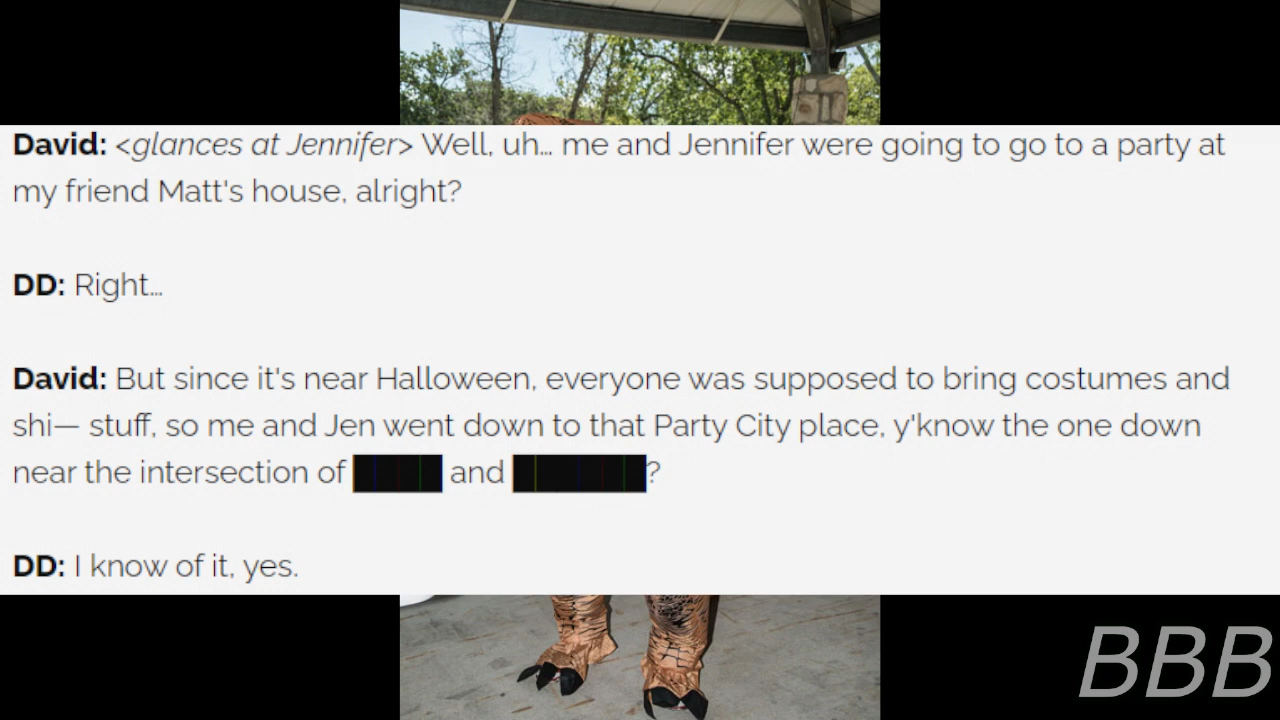 David: <glances at Jennifer> Well, uh… me and Jennifer were going to go to a party at
my friend Matt's house, alright?
DD: Right…
David: But since it's near Halloween, everyone was supposed to bring costumes and
shi— stuff, so me and Jen went down to that Party City place, y'know the one down
near the intersection of and ?
DD: I know of it, yes.
BBB